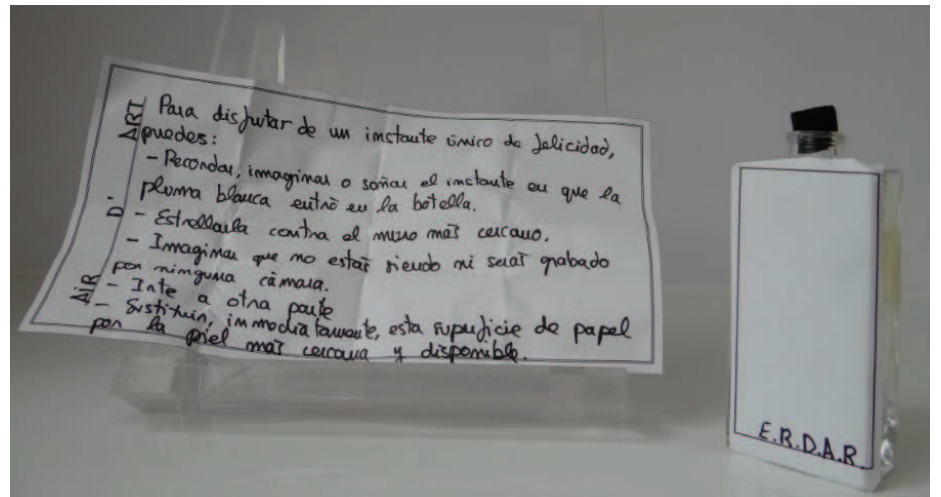 Para disfrutar de un instante único de felicidad,
puedes:
- Recordar, imaginar o soñar el instante en que la
pluma blanca entró en la botella.
- Estrellarla contra el muro más cercano.
- Imaginar que no estás siendo ni serás grabado
por ninguna cámara.
- Irte a otra parte
- Sustituir, inmediatamente, esta superficie de papel
por la piel más cercana y disponible.
AIR D' ART
E.R.D.A.R.